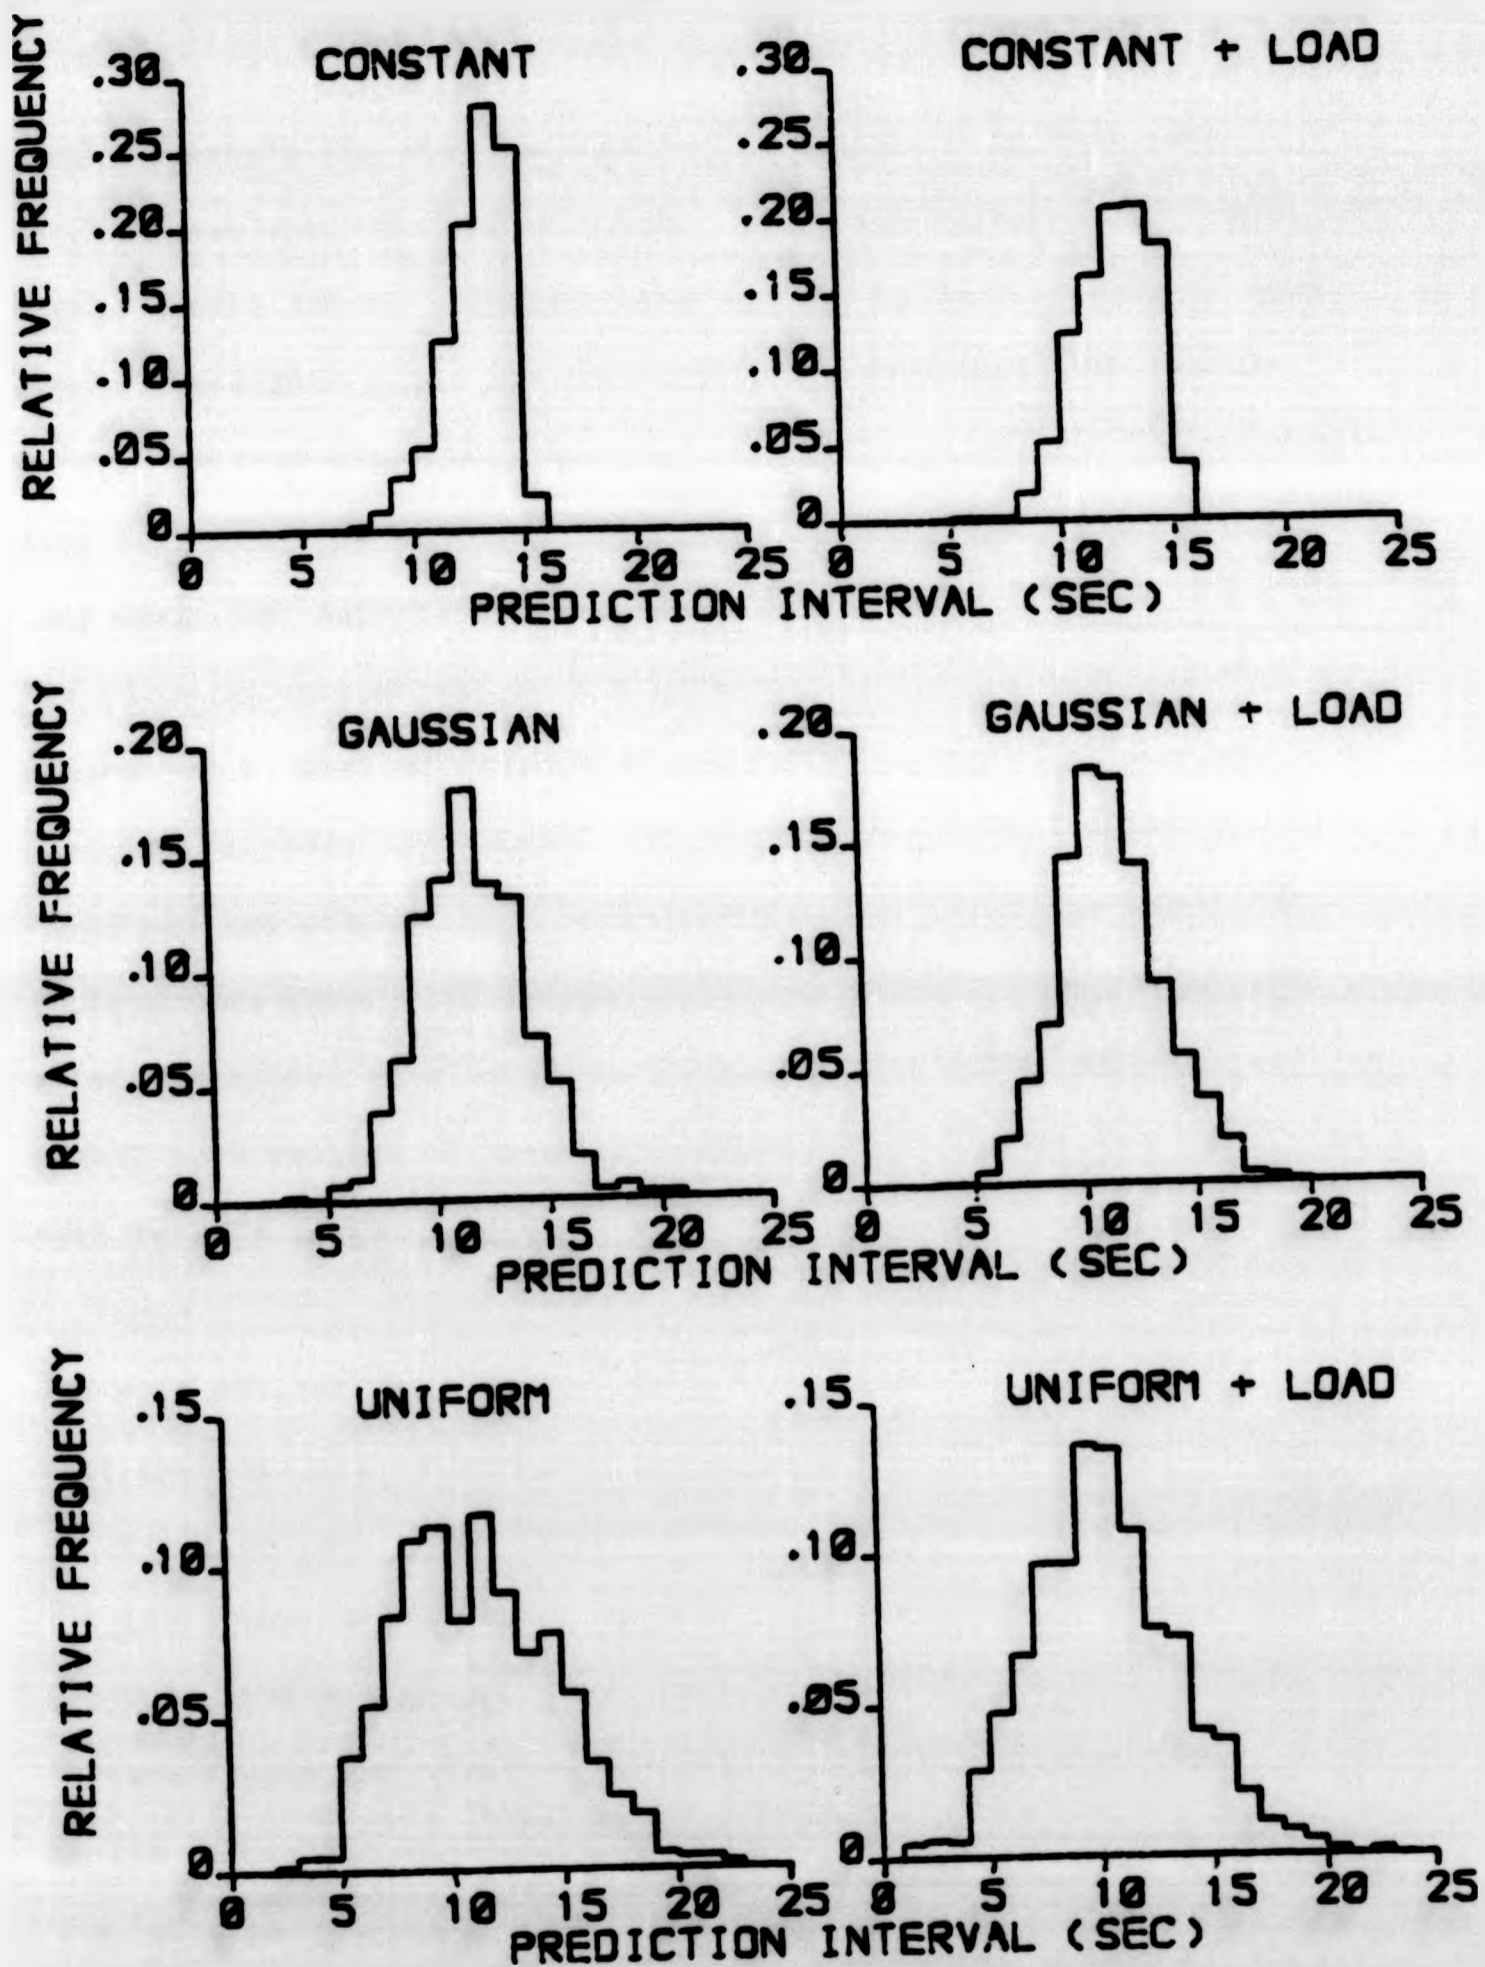 CONSTANT
CONSTANT + LOAD
RELATIVE FREQUENCY
.30
.25
.20
.15
.10
.05
0
.30
.25
.20
.15
.10
.05
0
0 5 10 15 20 25
0 5 10 15 20 25
PREDICTION INTERVAL (SEC)
GAUSSIAN
GAUSSIAN + LOAD
RELATIVE FREQUENCY
.20
.15
.10
.05
0
.20
.15
.10
.05
0
0 5 10 15 20 25
0 5 10 15 20 25
PREDICTION INTERVAL (SEC)
UNIFORM
UNIFORM + LOAD
RELATIVE FREQUENCY
.15
.10
.05
0
.15
.10
.05
0
0 5 10 15 20 25
0 5 10 15 20 25
PREDICTION INTERVAL (SEC)